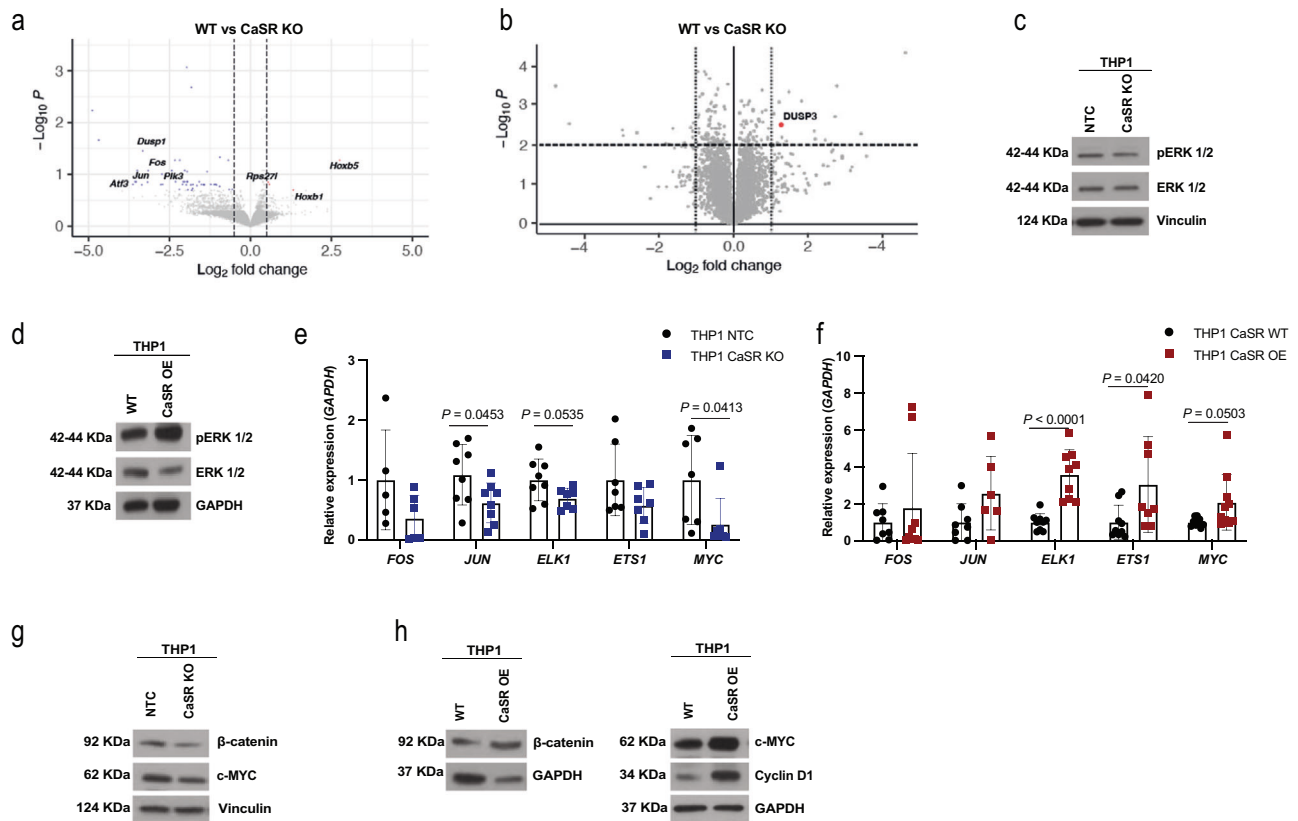 a
WT vs CaSR KO
−Log10 P
3
2
1
0
Dusp1
Fos
Jun
Plk3
Atf3
Rps27l
Hoxb5
Hoxb1
−5.0
−2.5
0.0
2.5
5.0
Log2 fold change
b
WT vs CaSR KO
−Log10 P
4
3
2
1
0
DUSP3
−4
−2
0.0
2
−4
Log2 fold change
c
THP1
NTC
CaSR KO
42-44 KDa
pERK 1/2
42-44 KDa
ERK 1/2
124 KDa
Vinculin
d
THP1
WT
CaSR OE
42-44 KDa
pERK 1/2
42-44 KDa
ERK 1/2
37 KDa
GAPDH
e
THP1 NTC
THP1 CaSR KO
Relative expression (GAPDH)
3
2
1
0
P = 0.0453
P = 0.0535
P = 0.0413
FOS
JUN
ELK1
ETS1
MYC
f
THP1 CaSR WT
THP1 CaSR OE
Relative expression (GAPDH)
10
8
6
4
2
0
P < 0.0001
P = 0.0420
P = 0.0503
FOS
JUN
ELK1
ETS1
MYC
g
THP1
NTC
CaSR KO
92 KDa
β-catenin
62 KDa
c-MYC
124 KDa
Vinculin
h
THP1
WT
CaSR OE
92 KDa
β-catenin
37 KDa
GAPDH
THP1
WT
CaSR OE
62 KDa
c-MYC
34 KDa
Cyclin D1
37 KDa
GAPDH